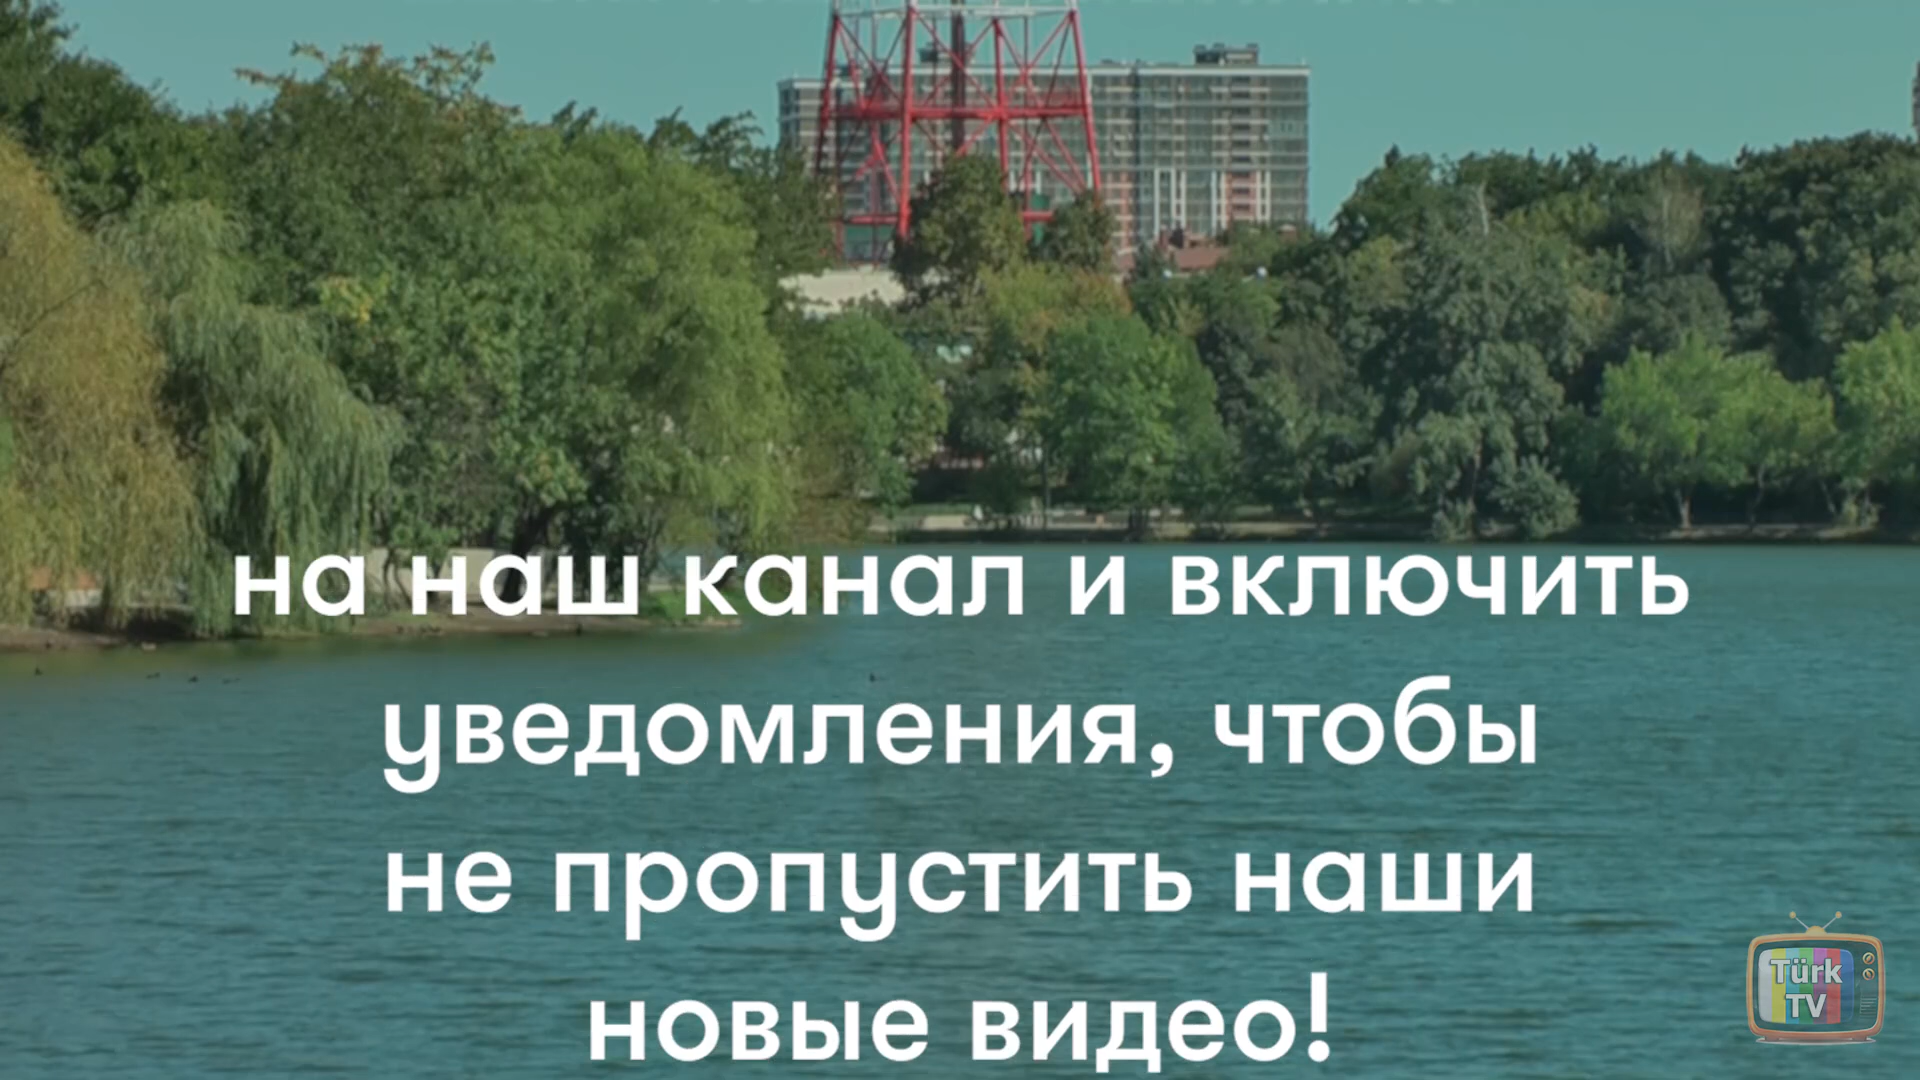 на наш канал и включить
уведомления, чтобы
не пропустить наши
новые видео!
Türk
TV